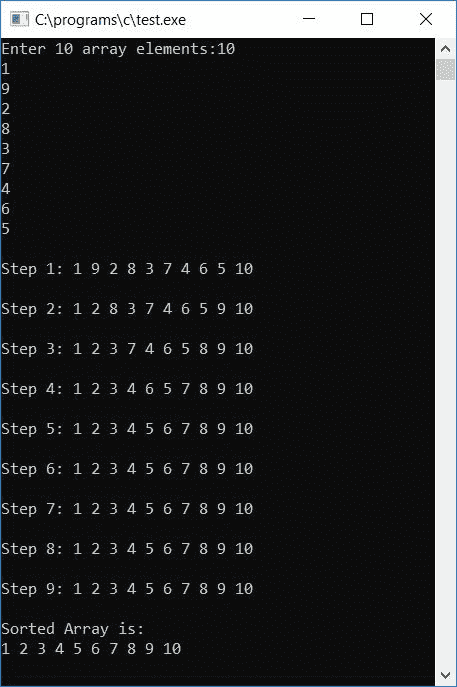 C:\programs\c\test.exe
Enter 10 array elements:10
1
9
2
8
3
7
4
6
5
Step 1: 1 9 2 8 3 7 4 6 5 10
Step 2: 1 2 8 3 7 4 6 5 9 10
Step 3: 1 2 3 7 4 6 5 8 9 10
Step 4: 1 2 3 4 6 5 7 8 9 10
Step 5: 1 2 3 4 5 6 7 8 9 10
Step 6: 1 2 3 4 5 6 7 8 9 10
Step 7: 1 2 3 4 5 6 7 8 9 10
Step 8: 1 2 3 4 5 6 7 8 9 10
Step 9: 1 2 3 4 5 6 7 8 9 10
Sorted Array is:
1 2 3 4 5 6 7 8 9 10